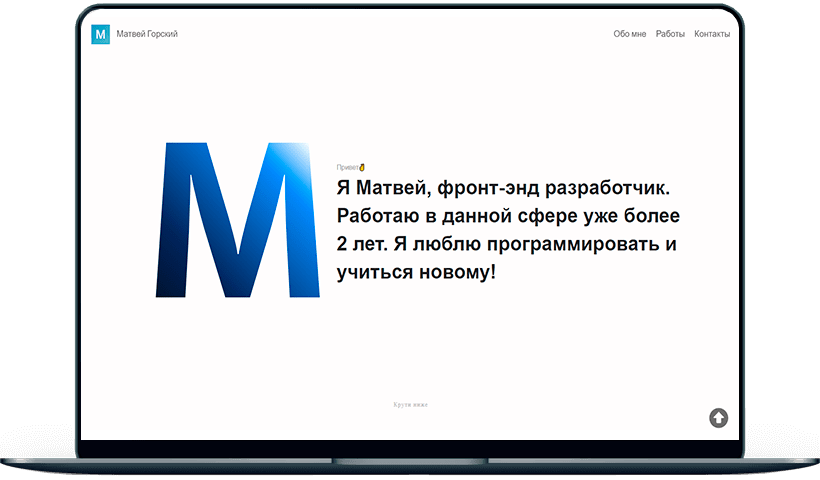 М Матвей Горский
Обо мне Работы Контакты
М
Привет
Я Матвей, фронт-энд разработчик.
Работаю в данной сфере уже более
2 лет. Я люблю программировать и
учиться новому!
Крути ниже